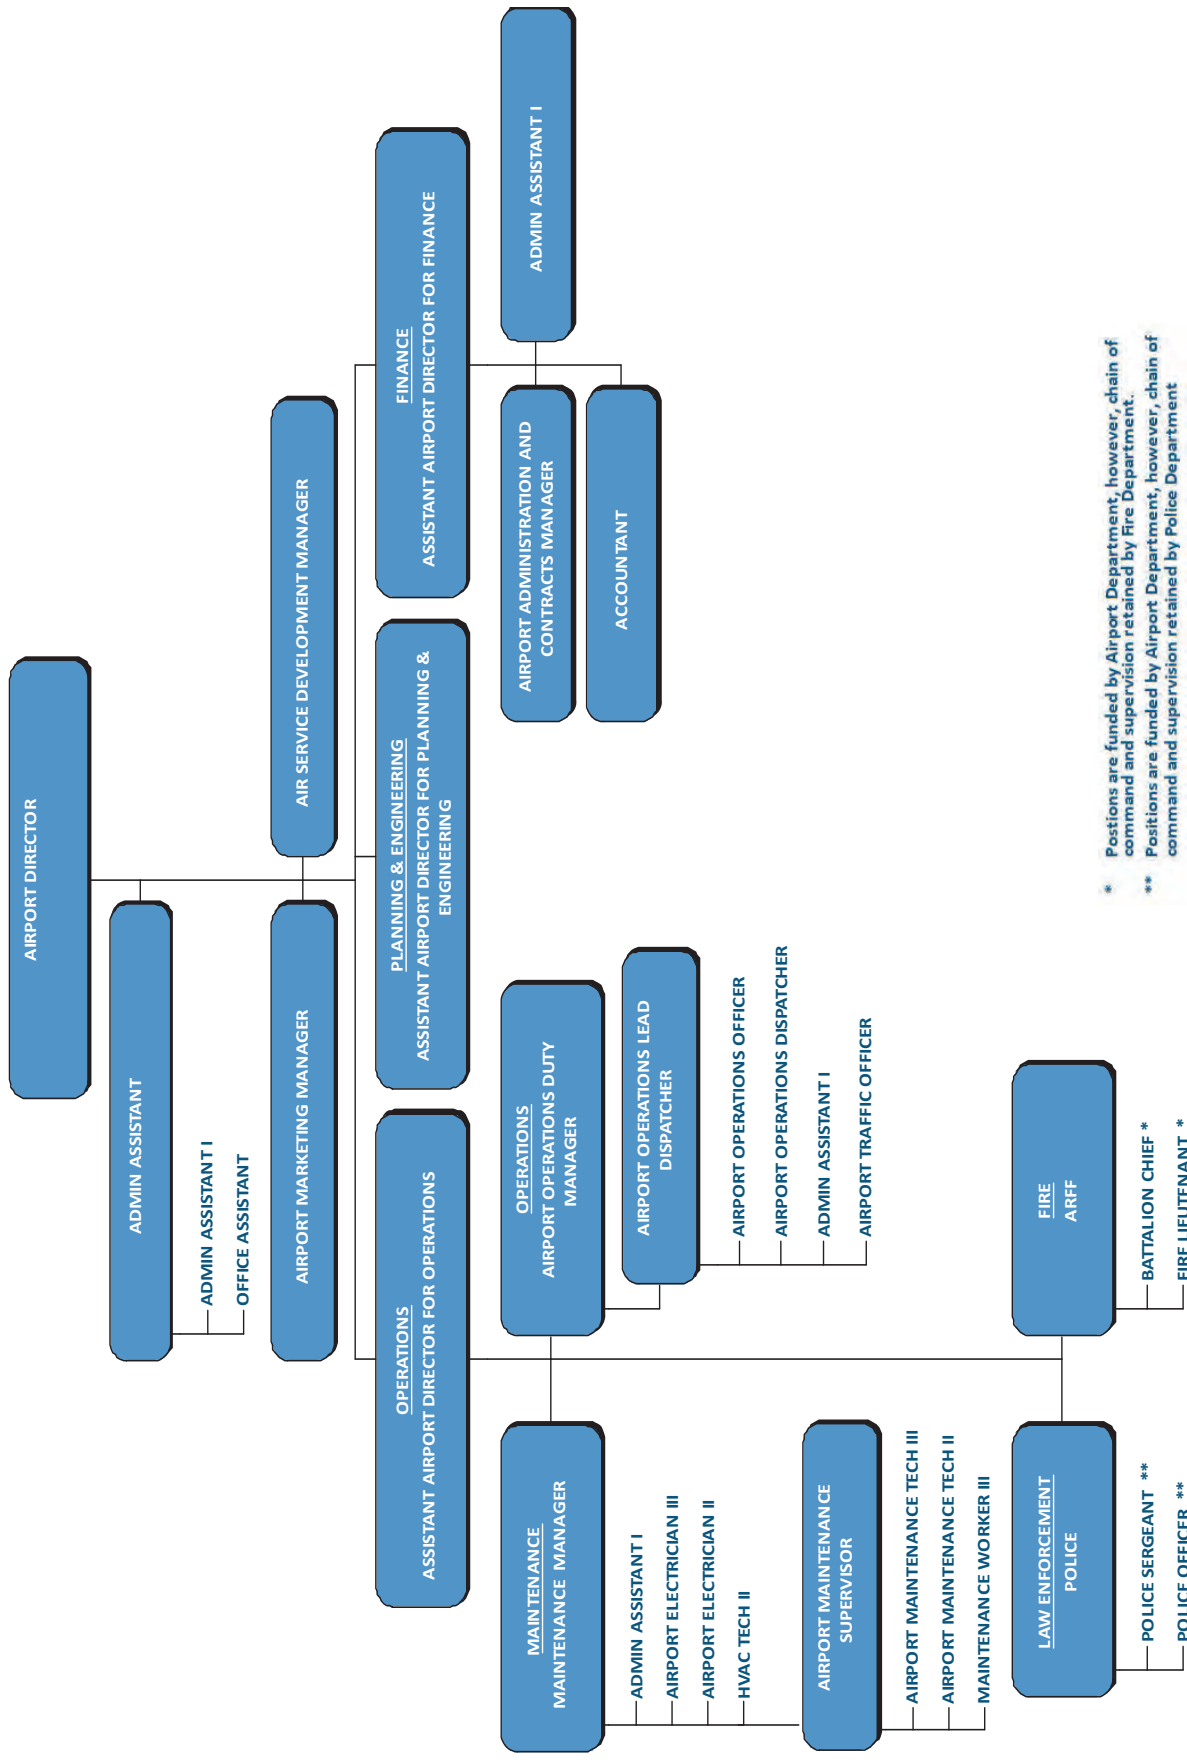 AIRPORT DIRECTOR
ADMIN ASSISTANT
ADMIN ASSISTANT I
OFFICE ASSISTANT
AIRPORT MARKETING MANAGER
AIR SERVICE DEVELOPMENT MANAGER
OPERATIONS
ASSISTANT AIRPORT DIRECTOR FOR OPERATIONS
PLANNING & ENGINEERING
ASSISTANT AIRPORT DIRECTOR FOR PLANNING &
ENGINEERING
FINANCE
ASSISTANT AIRPORT DIRECTOR FOR FINANCE
MAINTENANCE
MAINTENANCE MANAGER
ADMIN ASSISTANT I
AIRPORT ELECTRICIAN III
AIRPORT ELECTRICIAN II
HVAC TECH II
AIRPORT MAINTENANCE
SUPERVISOR
AIRPORT MAINTENANCE TECH III
AIRPORT MAINTENANCE TECH II
MAINTENANCE WORKER III
OPERATIONS
AIRPORT OPERATIONS DUTY
MANAGER
AIRPORT OPERATIONS LEAD
DISPATCHER
AIRPORT OPERATIONS OFFICER
AIRPORT OPERATIONS DISPATCHER
ADMIN ASSISTANT I
AIRPORT TRAFFIC OFFICER
AIRPORT ADMINISTRATION AND
CONTRACTS MANAGER
ADMIN ASSISTANT I
ACCOUNTANT
LAW ENFORCEMENT
POLICE
POLICE SERGEANT **
POLICE OFFICER **
FIRE
ARFF
BATTALION CHIEF *
FIRE LIEUTENANT *
* Postions are funded by Airport Department, however, chain of
command and supervision retained by Fire Department.
** Positions are funded by Airport Department, however, chain of
command and supervision retained by Police Department